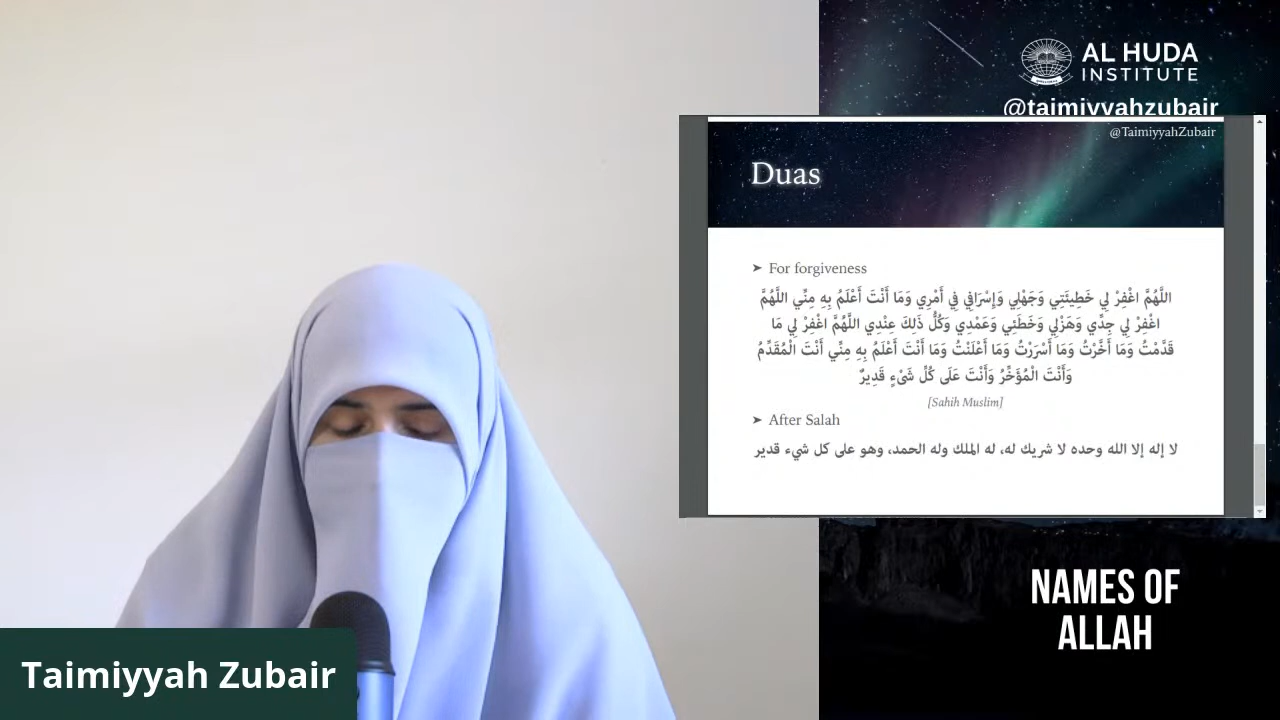 AL HUDA
INSTITUTE
@taimiyyahzubair
@TaimiyyahZubair
Duas
➤ For forgiveness
اللَّهُمَّ اغْفِرْ لِي خَطِيئَتِي وَجَهْلِي وَإِسْرَافِي فِي أَمْرِي وَمَا أَنْتَ أَعْلَمُ بِهِ مِنِّي اللَّهُمَّ
اغْفِرْ لِي جِدِّي وَهَزْلِي وَخَطَئِي وَعَمْدِي وَكُلُّ ذَلِكَ عِنْدِي اللَّهُمَّ اغْفِرْ لِي مَا
قَدَّمْتُ وَمَا أَخَّرْتُ وَمَا أَسْرَرْتُ وَمَا أَعْلَنْتُ وَمَا أَنْتَ أَعْلَمُ بِهِ مِنِّي أَنْتَ الْمُقَدِّمُ
وَأَنْتَ الْمُؤَخِّرُ وَأَنْتَ عَلَى كُلِّ شَىْءٍ قَدِيرٌ
[Sahih Muslim]
➤ After Salah
لا إله إلا الله وحده لا شريك له، له الملك وله الحمد، وهو على كل شيء قدير
NAMES OF
ALLAH
Taimiyyah Zubair